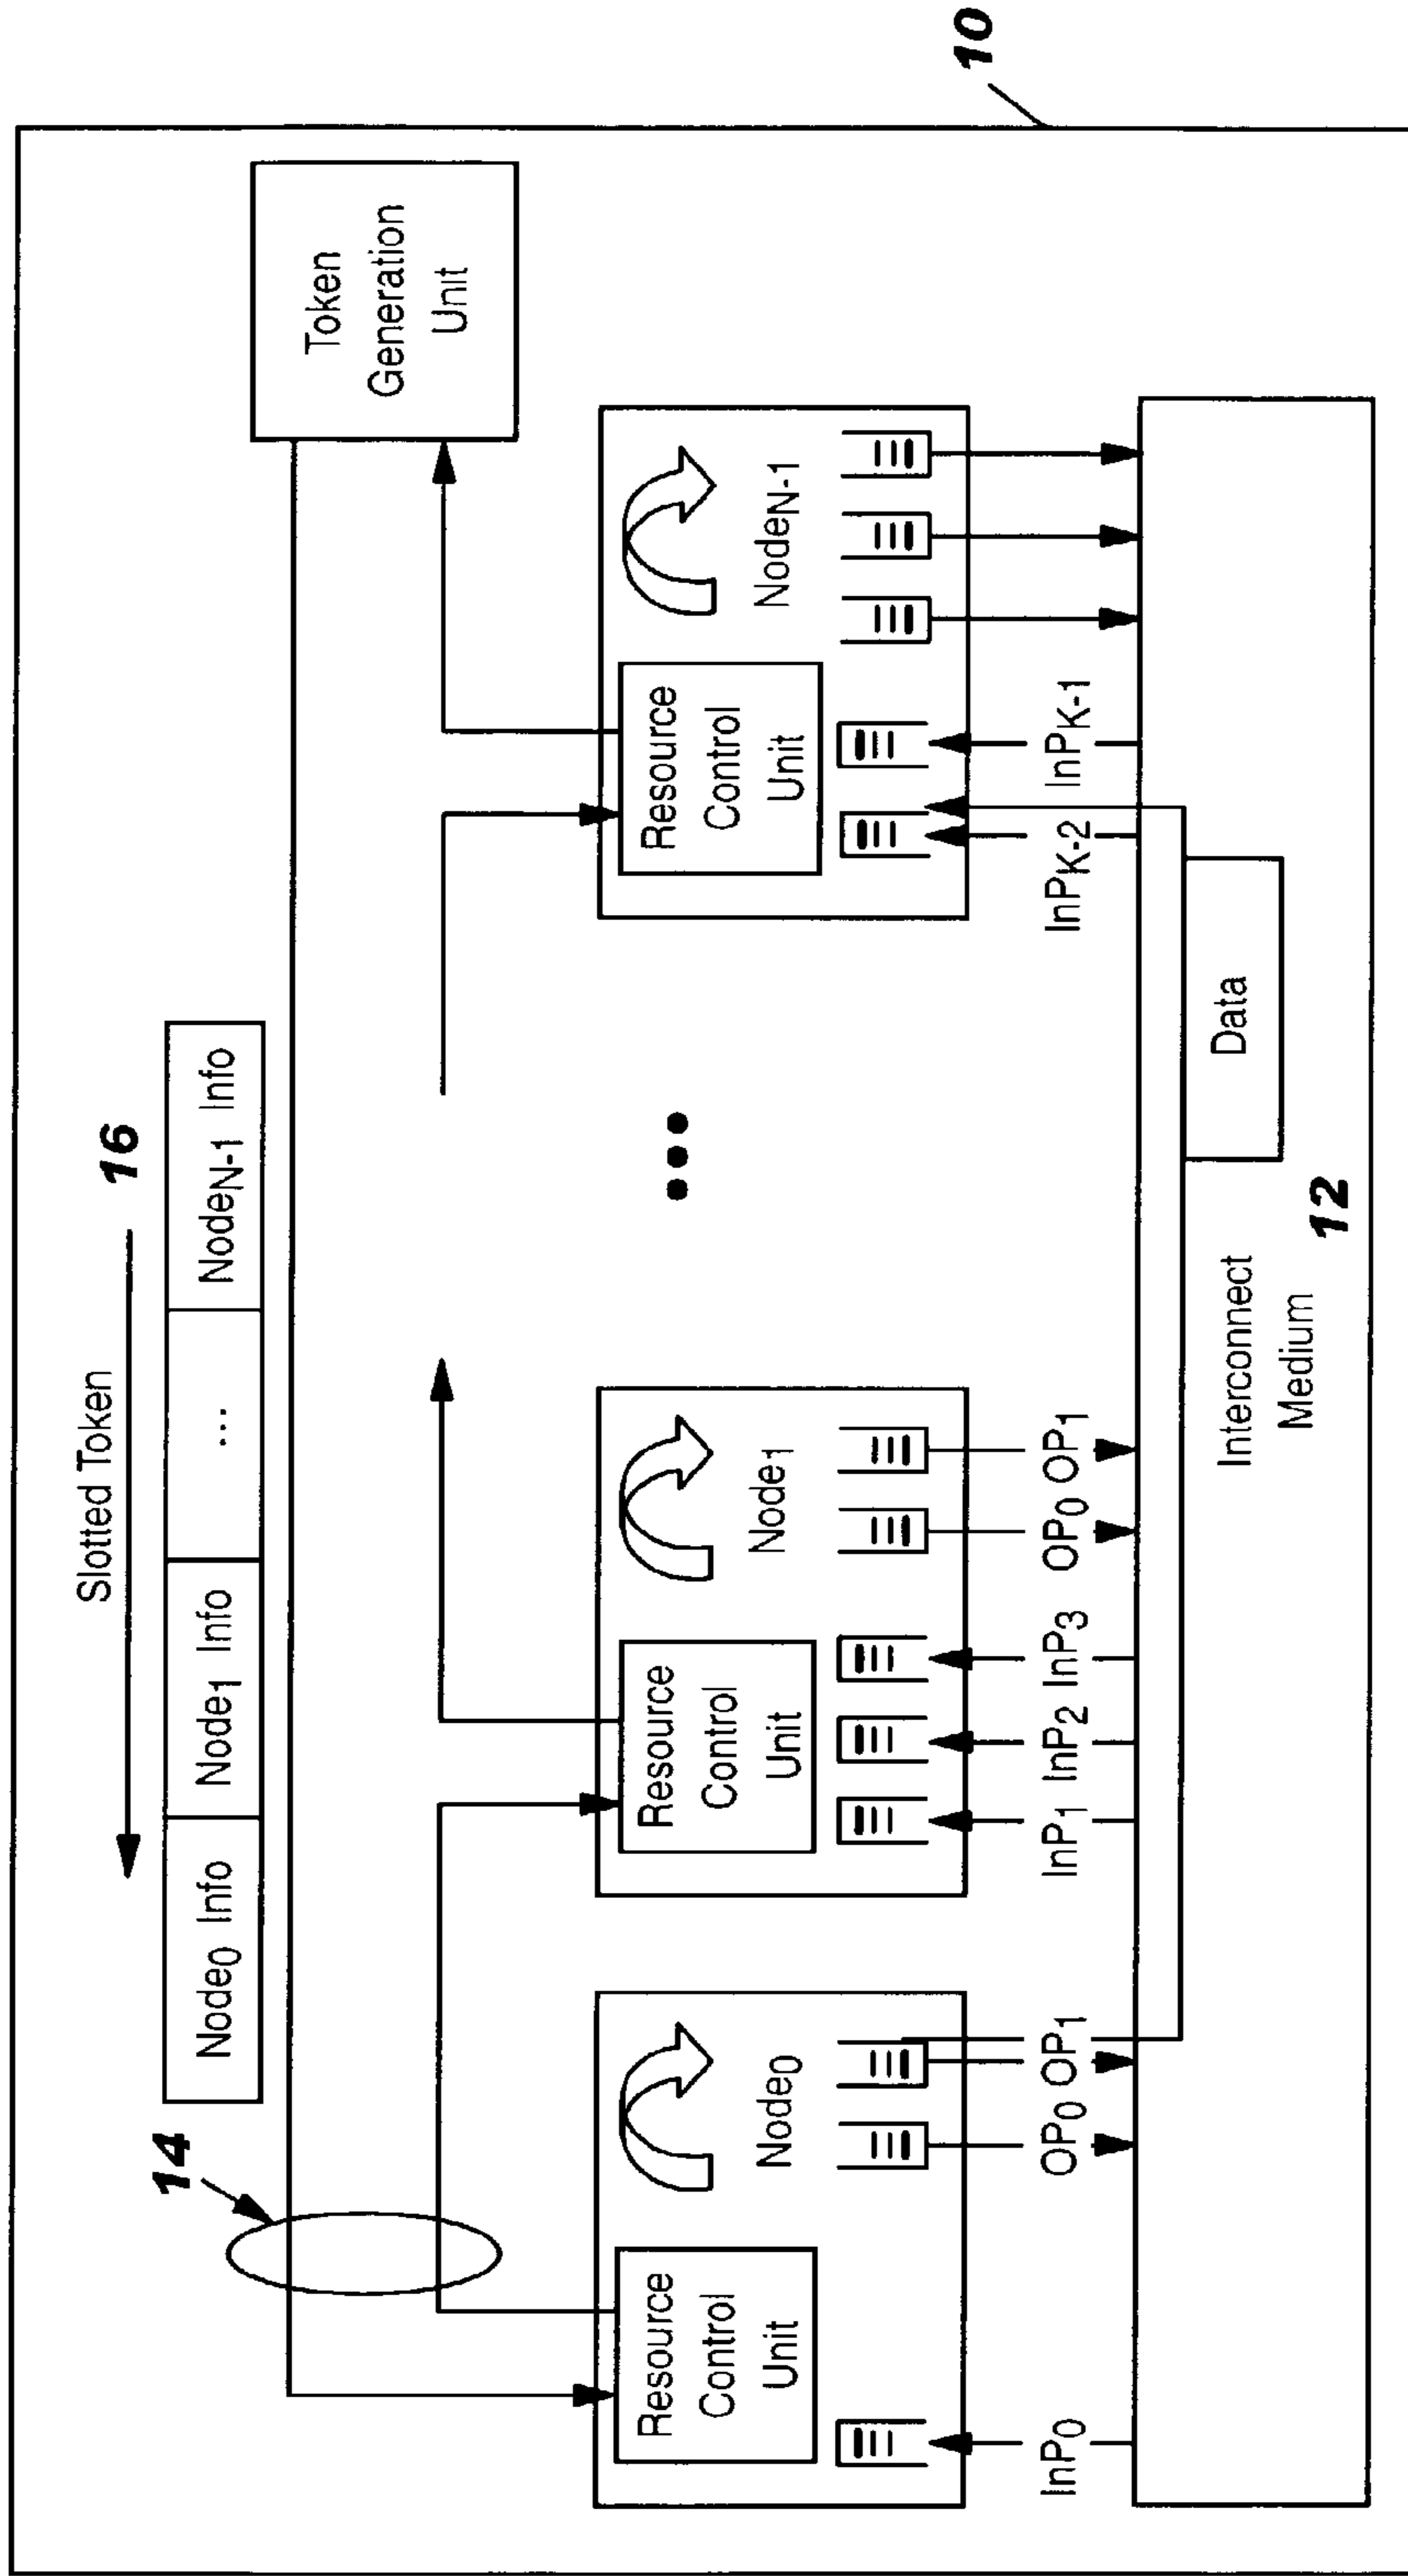 10
Slotted Token
16
Node0 Info
Node1 Info
...
NodeN-1 Info
14
Token
Generation
Unit
Resource
Control
Unit
Node0
Resource
Control
Unit
Node1
Resource
Control
Unit
NodeN-1
InP0
OP0
OP1
InP1
InP2
InP3
OP0
OP1
InPK-2
InPK-1
Data
Interconnect
Medium
12